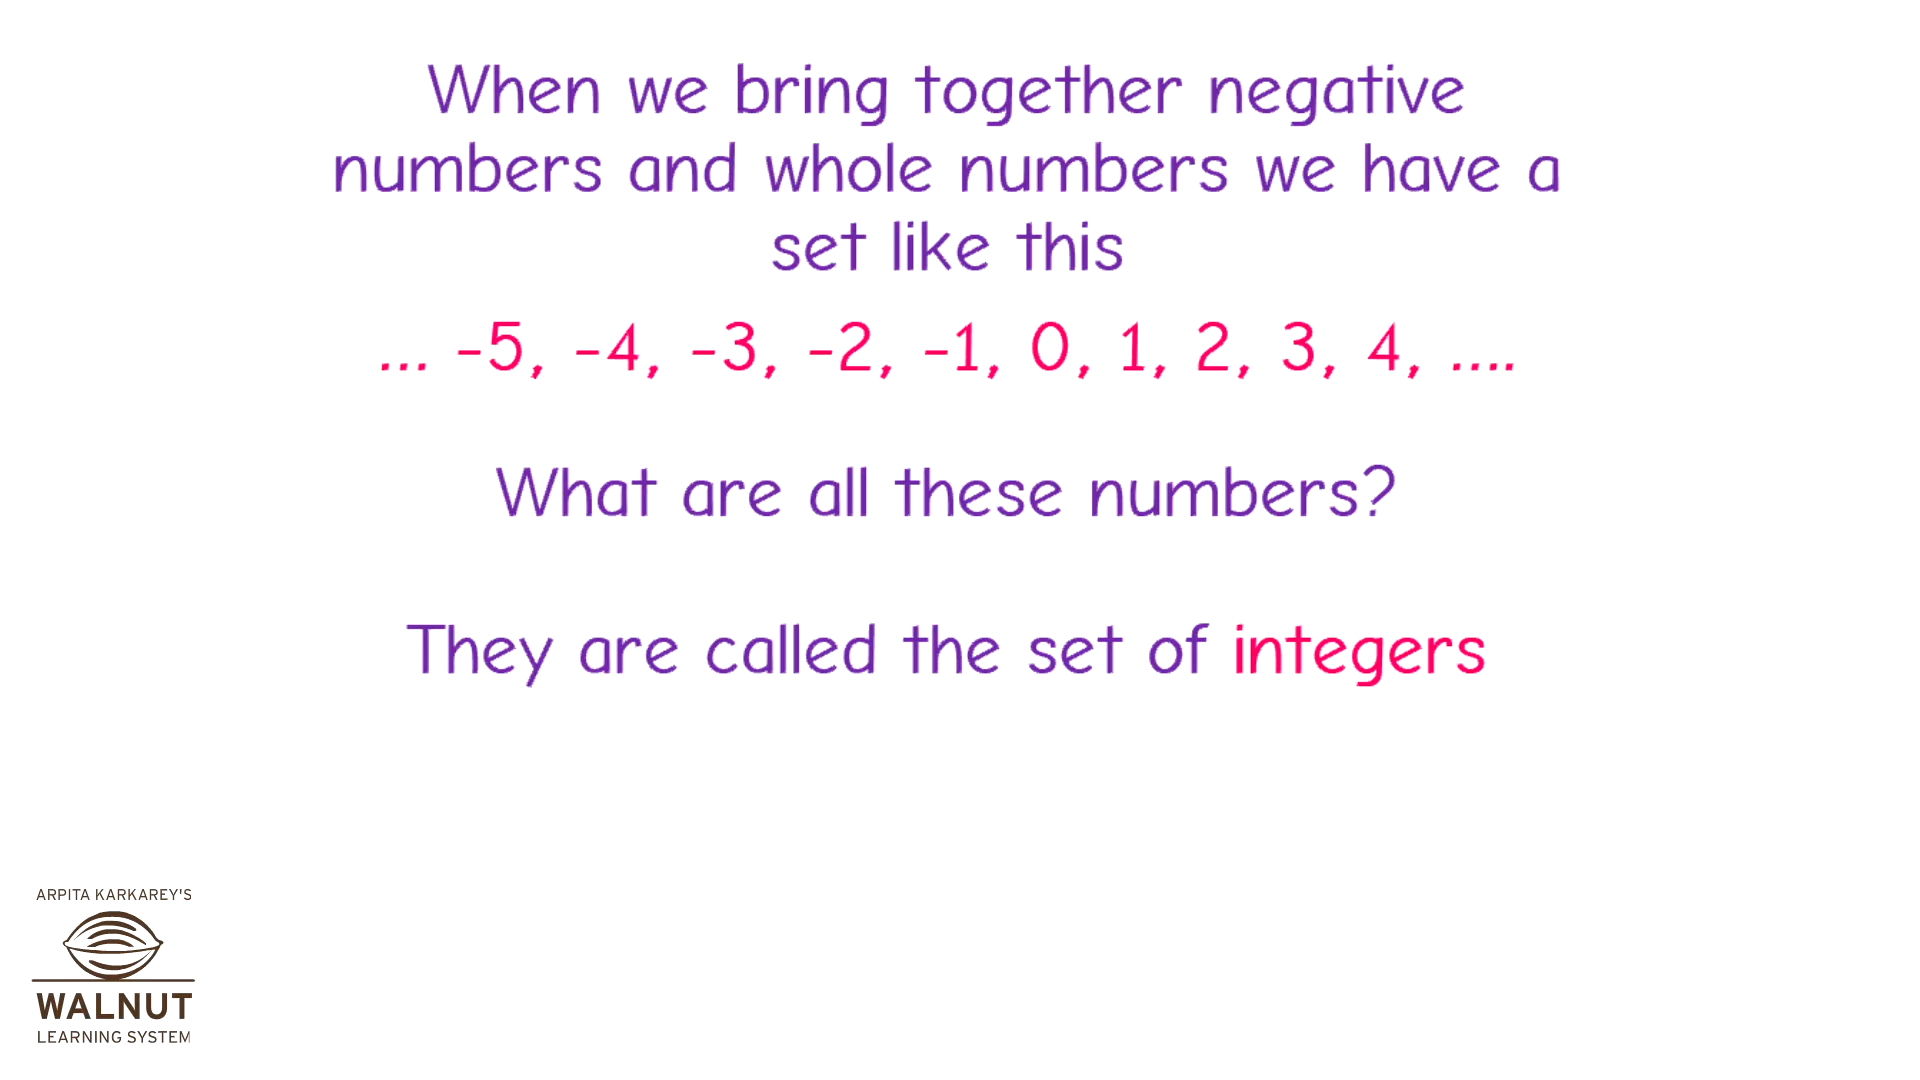 When we bring together negative
numbers and whole numbers we have a
set like this
... -5, -4, -3, -2, -1, 0, 1, 2, 3, 4, ....
What are all these numbers?
They are called the set of integers
ARPITA KARKAREY'S
WALNUT
LEARNING SYSTEM